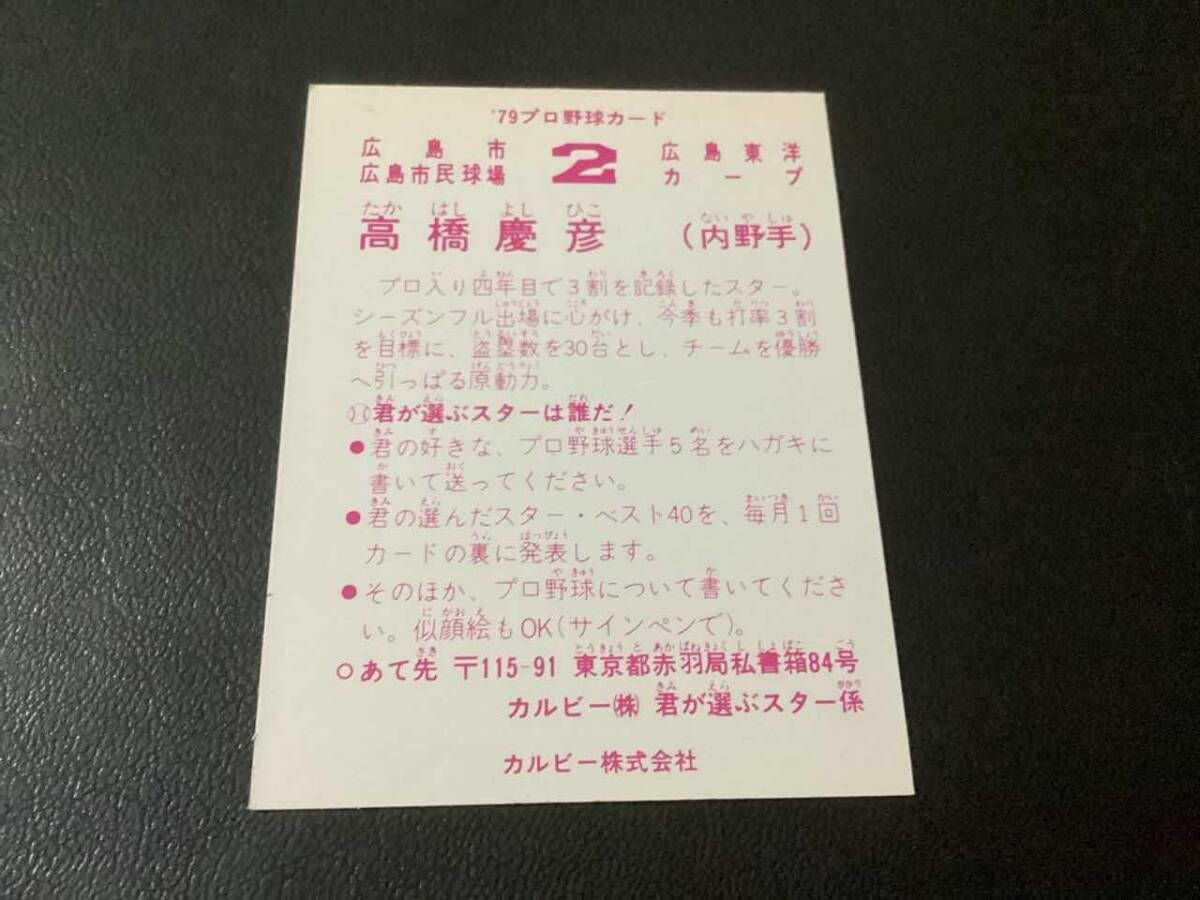 '79プロ野球カード
広島市 2 広島東洋
広島市民球場 カープ
たか はし よし ひこ ない や しゅ
高橋慶彦 (内野手)
プロ入り四年目で3割を記録したスター。
シーズンフル出場に心がけ、今季も打率3割
を目標に、盗塁数を30台とし、チームを優勝
へ引っぱる原動力。
君が選ぶスターは誰だ!
●君の好きな、プロ野球選手5名をハガキに
書いて送ってください。
●君の選んだスター・ベスト40を、毎月1回
カードの裏に発表します。
●そのほか、プロ野球について書いてくださ
い。似顔絵もOK(サインペンで)。
○あて先 〒115-91 東京都赤羽局私書箱84号
カルビー㈱ 君が選ぶスター係
カルビー株式会社